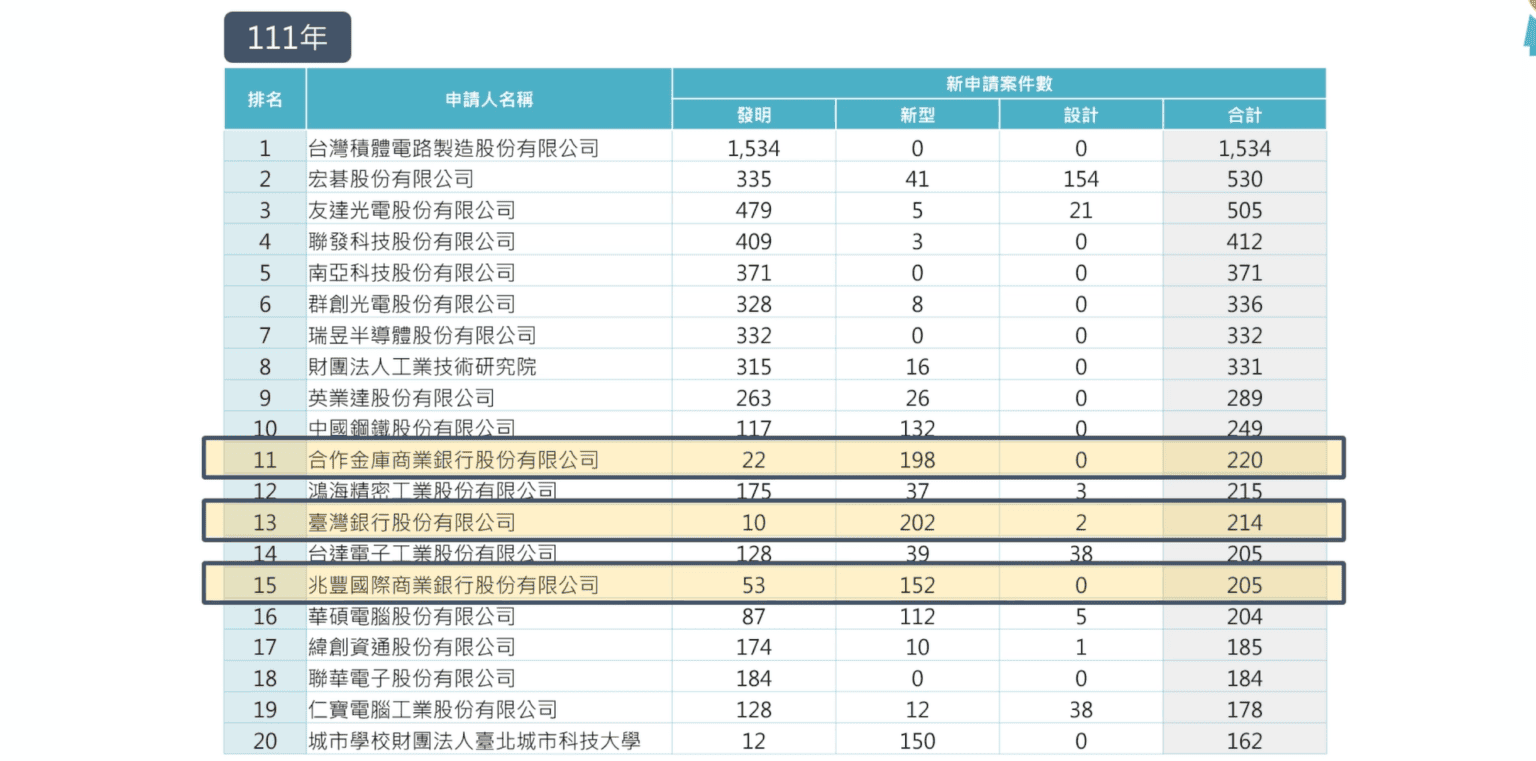 111年
排名 申請人名稱 新申請案件數
發明 新型 設計 合計
1 台灣積體電路製造股份有限公司 1,534 0 0 1,534
2 宏碁股份有限公司 335 41 154 530
3 友達光電股份有限公司 479 5 21 505
4 聯發科技股份有限公司 409 3 0 412
5 南亞科技股份有限公司 371 0 0 371
6 群創光電股份有限公司 328 8 0 336
7 瑞昱半導體股份有限公司 332 0 0 332
8 財團法人工業技術研究院 315 16 0 331
9 英業達股份有限公司 263 26 0 289
10 中國鋼鐵股份有限公司 117 132 0 249
11 合作金庫商業銀行股份有限公司 22 198 0 220
12 鴻海精密工業股份有限公司 175 37 3 215
13 臺灣銀行股份有限公司 10 202 2 214
14 台達電子工業股份有限公司 128 39 38 205
15 兆豐國際商業銀行股份有限公司 53 152 0 205
16 華碩電腦股份有限公司 87 112 5 204
17 緯創資通股份有限公司 174 10 1 185
18 聯華電子股份有限公司 184 0 0 184
19 仁寶電腦工業股份有限公司 128 12 38 178
20 城市學校財團法人臺北城市科技大學 12 150 0 162